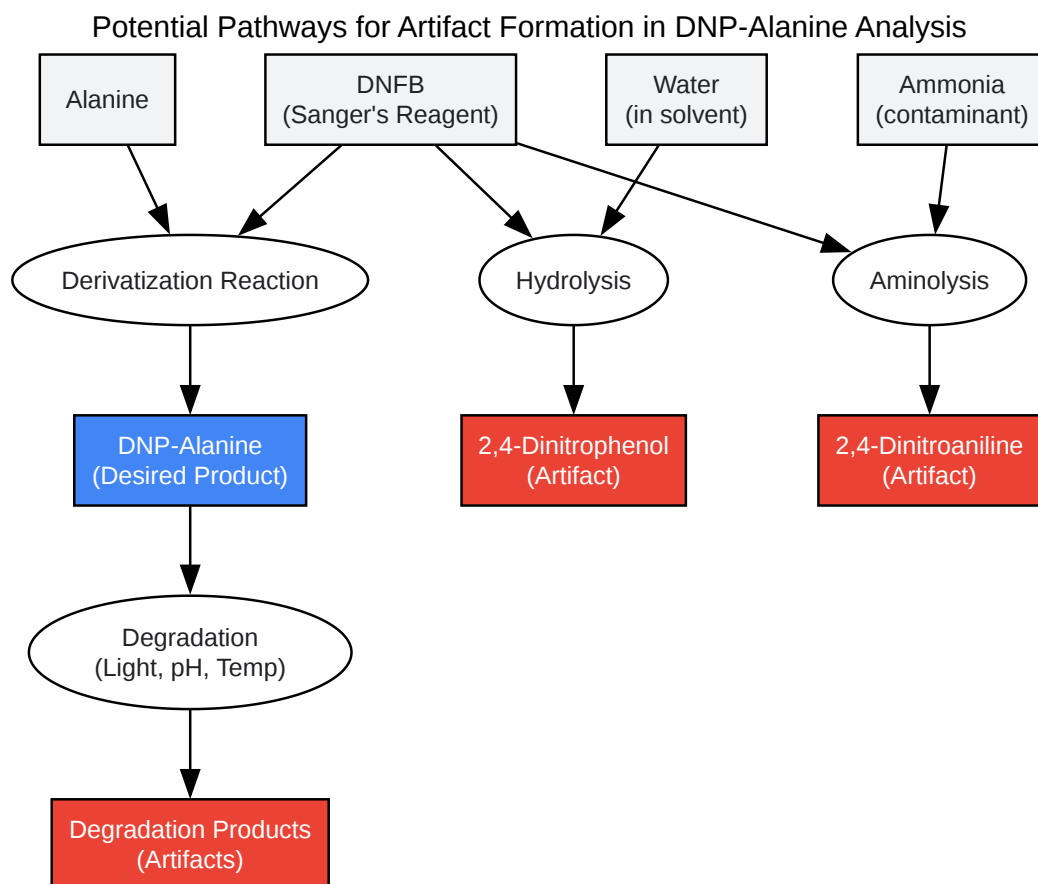 Potential Pathways for Artifact Formation in DNP-Alanine Analysis
Alanine
DNFB
(Sanger's Reagent)
Water
(in solvent)
Ammonia
(contaminant)
Derivatization Reaction
Hydrolysis
Aminolysis
DNP-Alanine
(Desired Product)
2,4-Dinitrophenol
(Artifact)
2,4-Dinitroaniline
(Artifact)
Degradation
(Light, pH, Temp)
Degradation Products
(Artifacts)